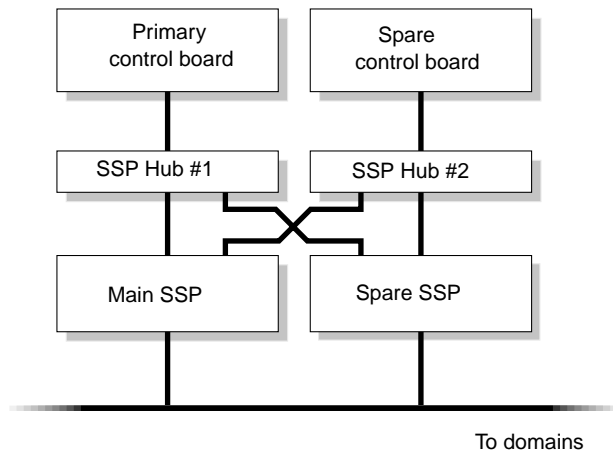 Primary
control board
Spare
control board
SSP Hub #1
SSP Hub #2
Main SSP
Spare SSP
To domains